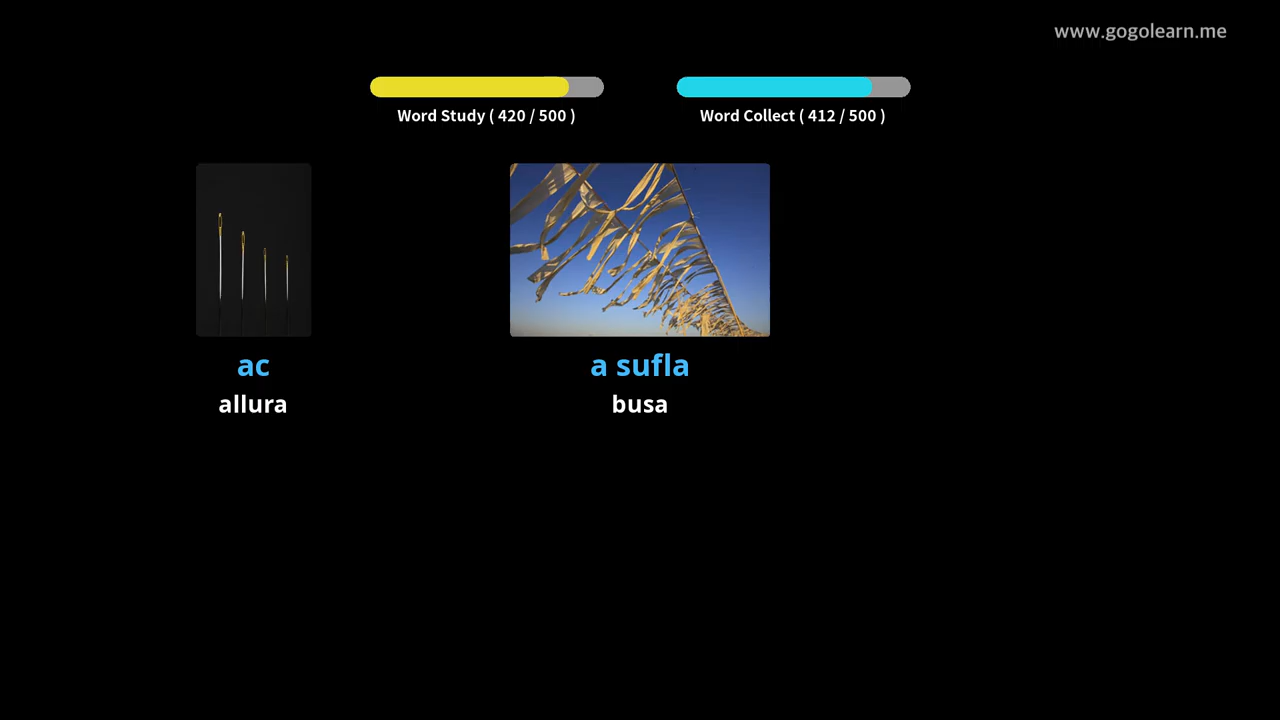 www.gogolearn.me
Word Study ( 420 / 500 )
Word Collect ( 412 / 500 )
ac
allura
a sufla
busa